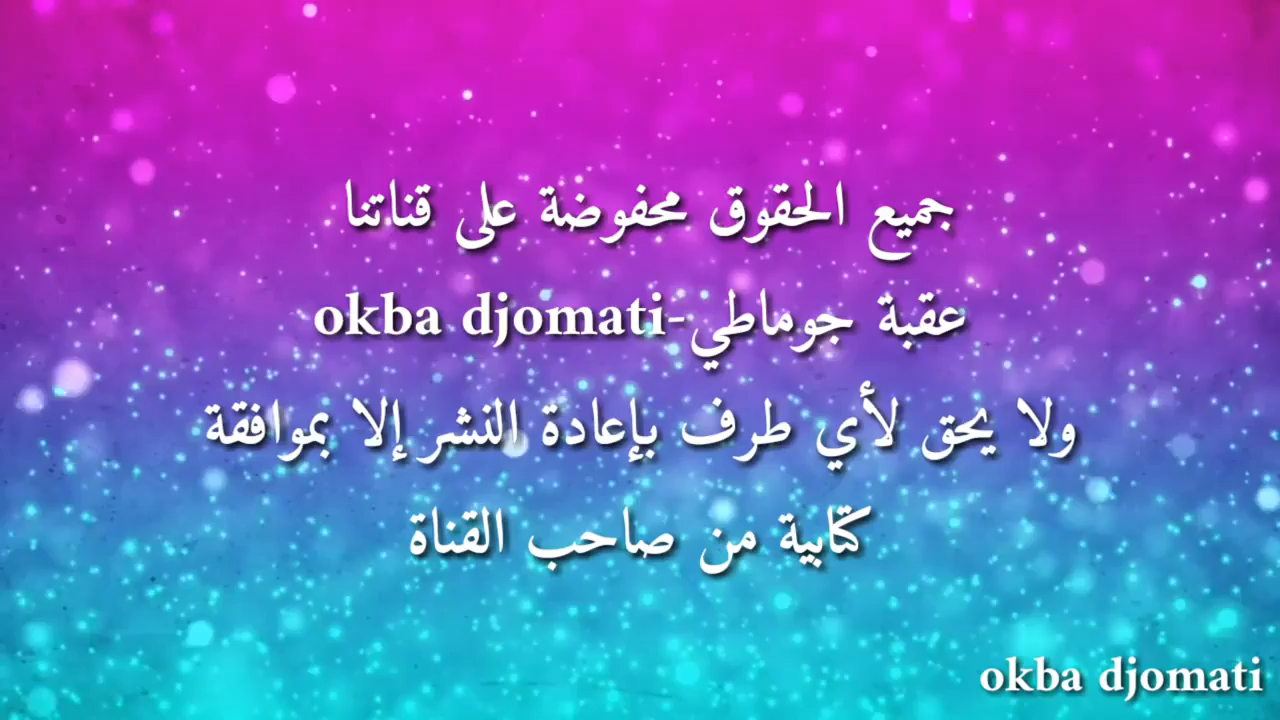 جميع الحقوق محفوضة على قناتنا
عقبة جوماطي-okba djomati
ولا يحق لأي طرف بإعادة النشر إلا بموافقة
كتابية من صاحب القناة
okba djomati